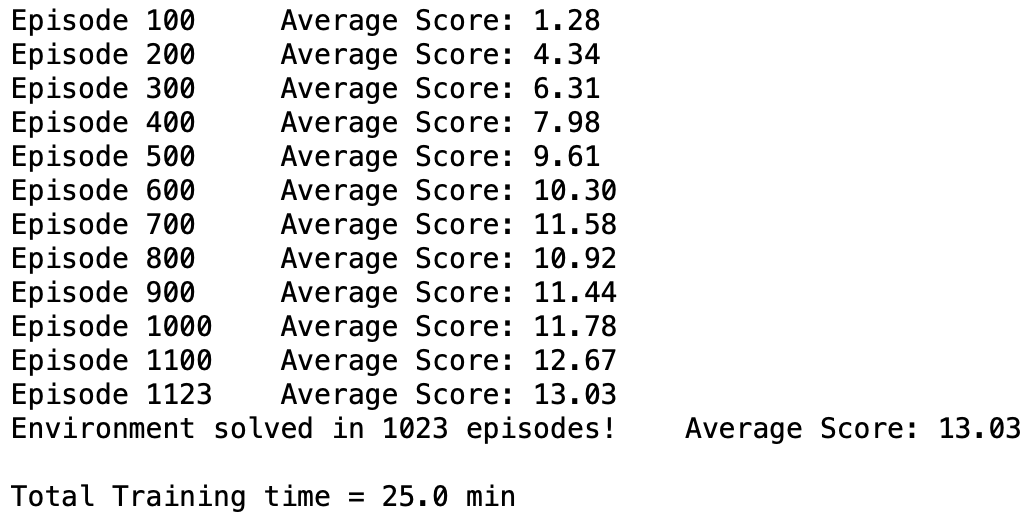 Episode 100     Average Score: 1.28
Episode 200     Average Score: 4.34
Episode 300     Average Score: 6.31
Episode 400     Average Score: 7.98
Episode 500     Average Score: 9.61
Episode 600     Average Score: 10.30
Episode 700     Average Score: 11.58
Episode 800     Average Score: 10.92
Episode 900     Average Score: 11.44
Episode 1000    Average Score: 11.78
Episode 1100    Average Score: 12.67
Episode 1123    Average Score: 13.03
Environment solved in 1023 episodes!    Average Score: 13.03
Total Training time = 25.0 min